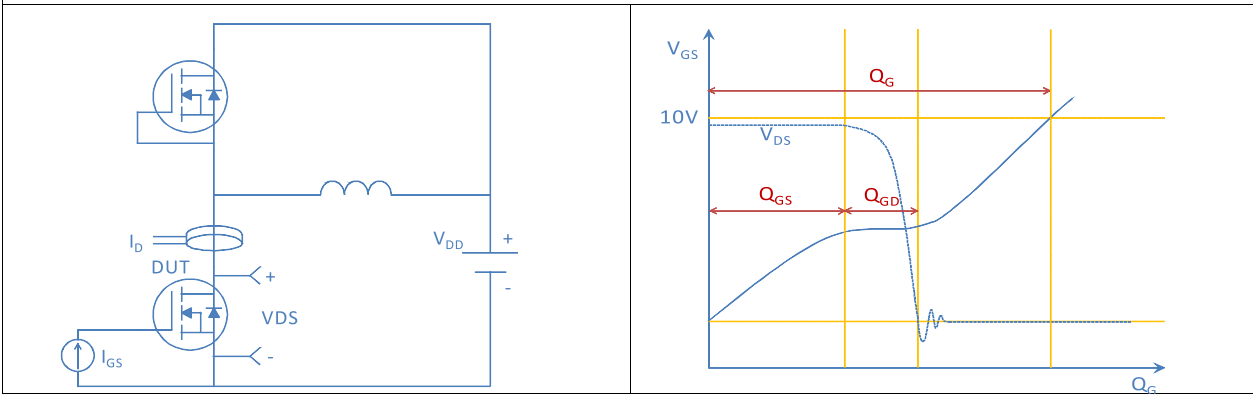 I_D
DUT
+
VDS
-
I_GS
V_DD
+
-
V_GS
Q_G
10V
V_DS
Q_GS
Q_GD
Q_G